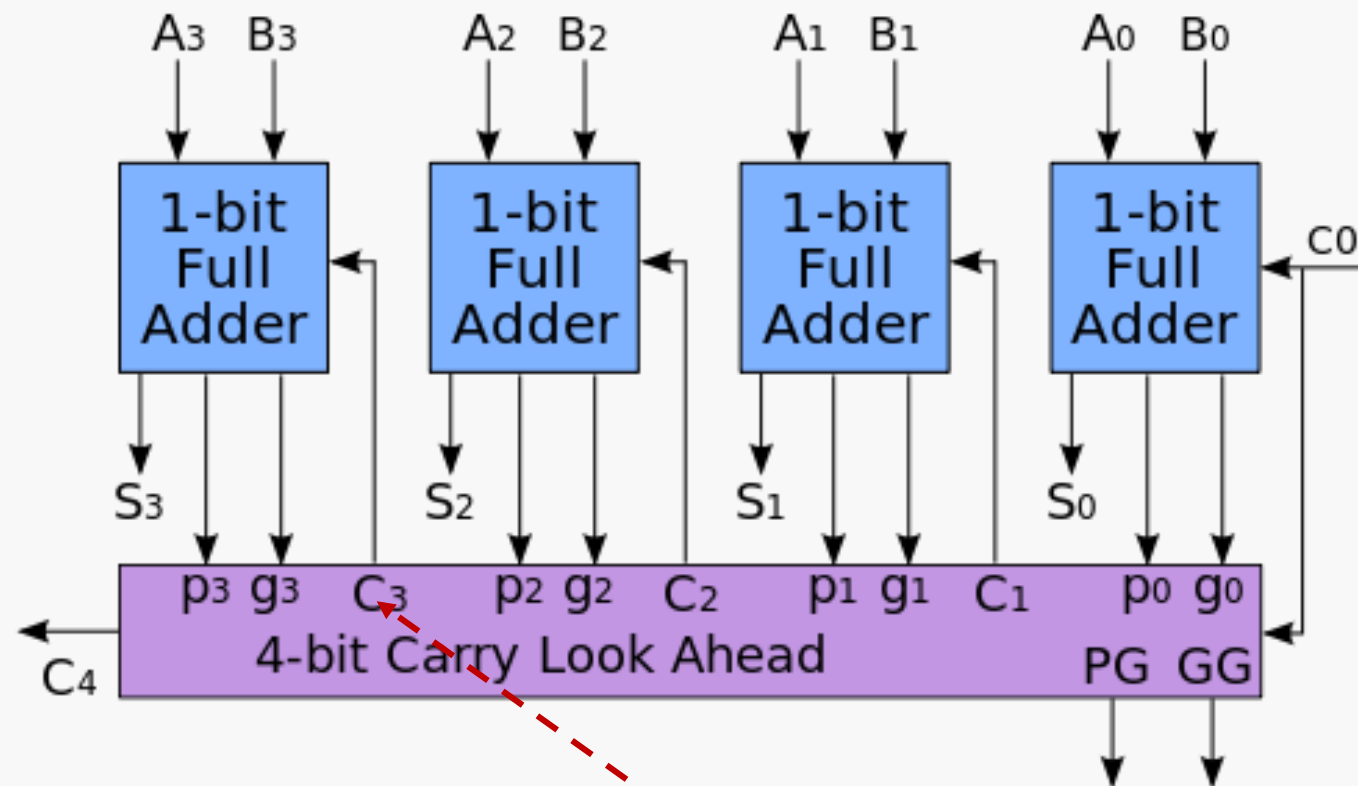 A3 B3 A2 B2 A1 B1 A0 B0
1-bit Full Adder
1-bit Full Adder
1-bit Full Adder
1-bit Full Adder
C0
S3 S2 S1 S0
p3 g3 C3 p2 g2 C2 p1 g1 C1 p0 g0
4-bit Carry Look Ahead
PG GG
C4